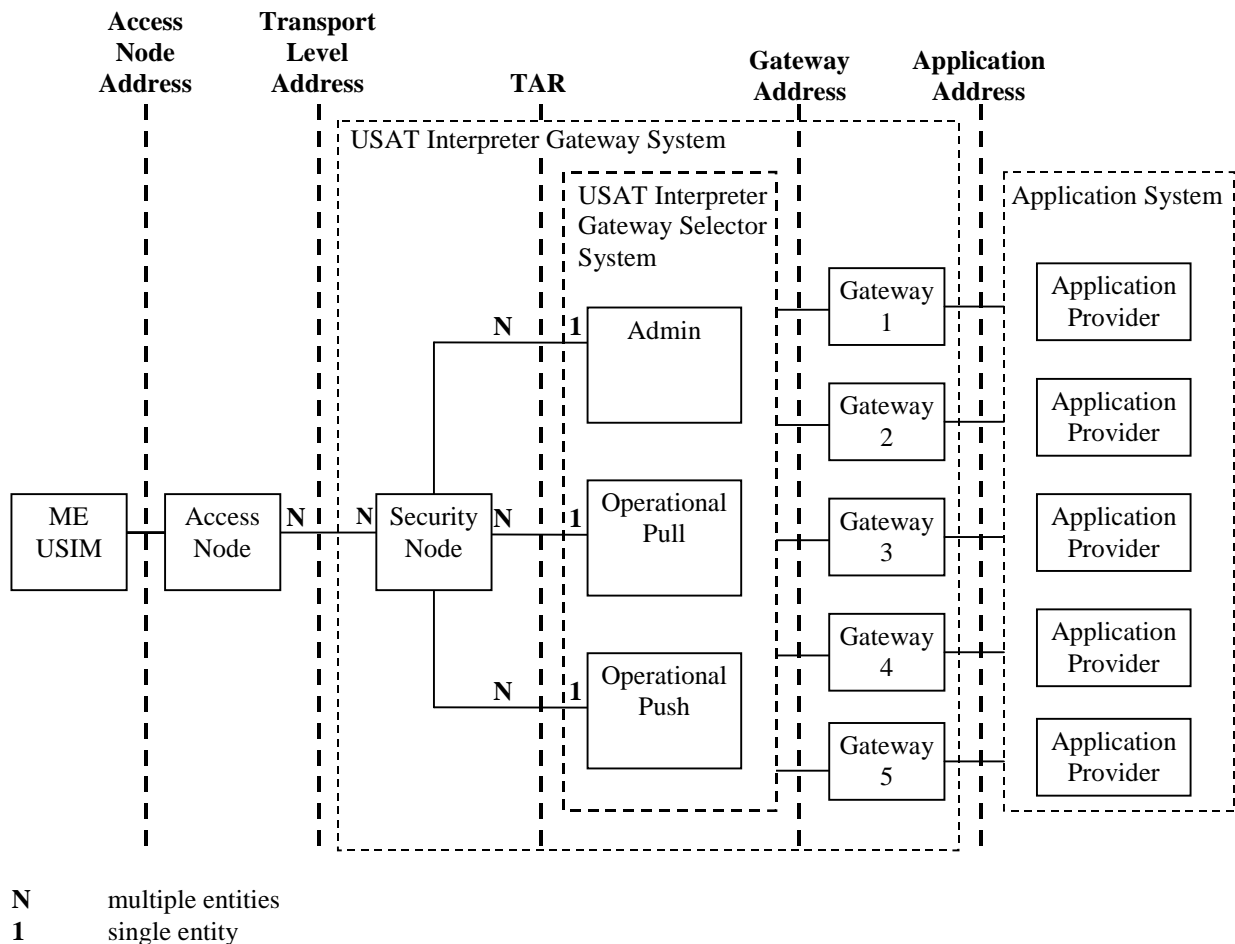 Access
Node
Address
Transport
Level
Address
TAR
Gateway
Address
Application
Address
USAT Interpreter Gateway System
USAT Interpreter
Gateway Selector
System
Application System
Gateway
1
Application
Provider
N
1
Admin
Gateway
2
Application
Provider
ME
USIM
Access
Node
N
N
Security
Node
N
1
Operational
Pull
Gateway
3
Application
Provider
Gateway
4
Application
Provider
N
1
Operational
Push
Gateway
5
Application
Provider
N multiple entities
1 single entity